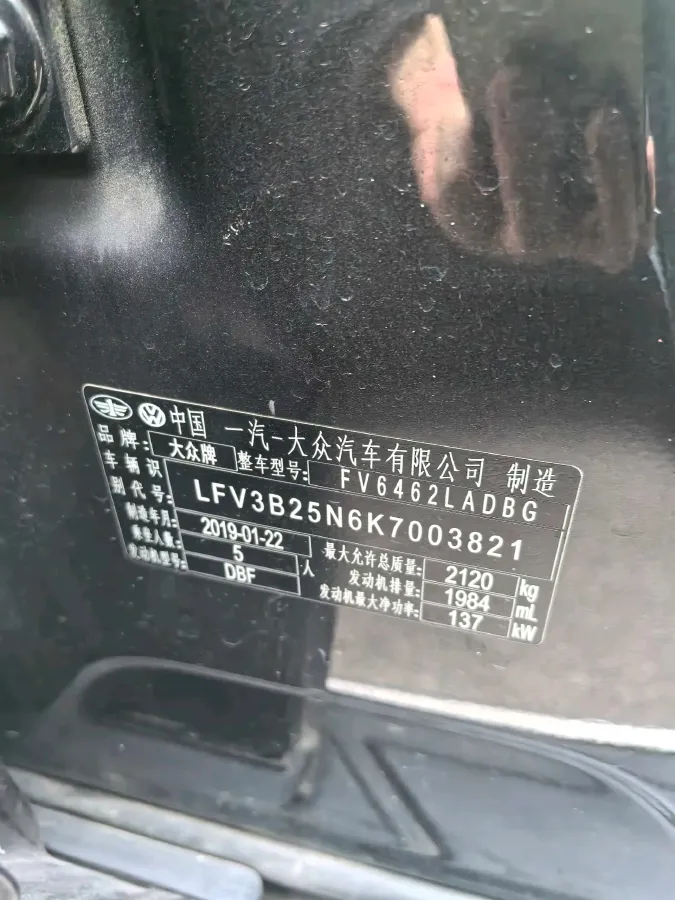 中国 一汽-大众汽车有限公司 制造
品牌: 大众牌 整车型号: FV6462LADBG
车辆识别代号: LFV3B25N6K7003821
制造年月: 2019-01-22 最大允许总质量: 2120 kg
乘坐人数: 5 人 发动机排量: 1984 mL
发动机型号: DBF 发动机最大净功率: 137 kW